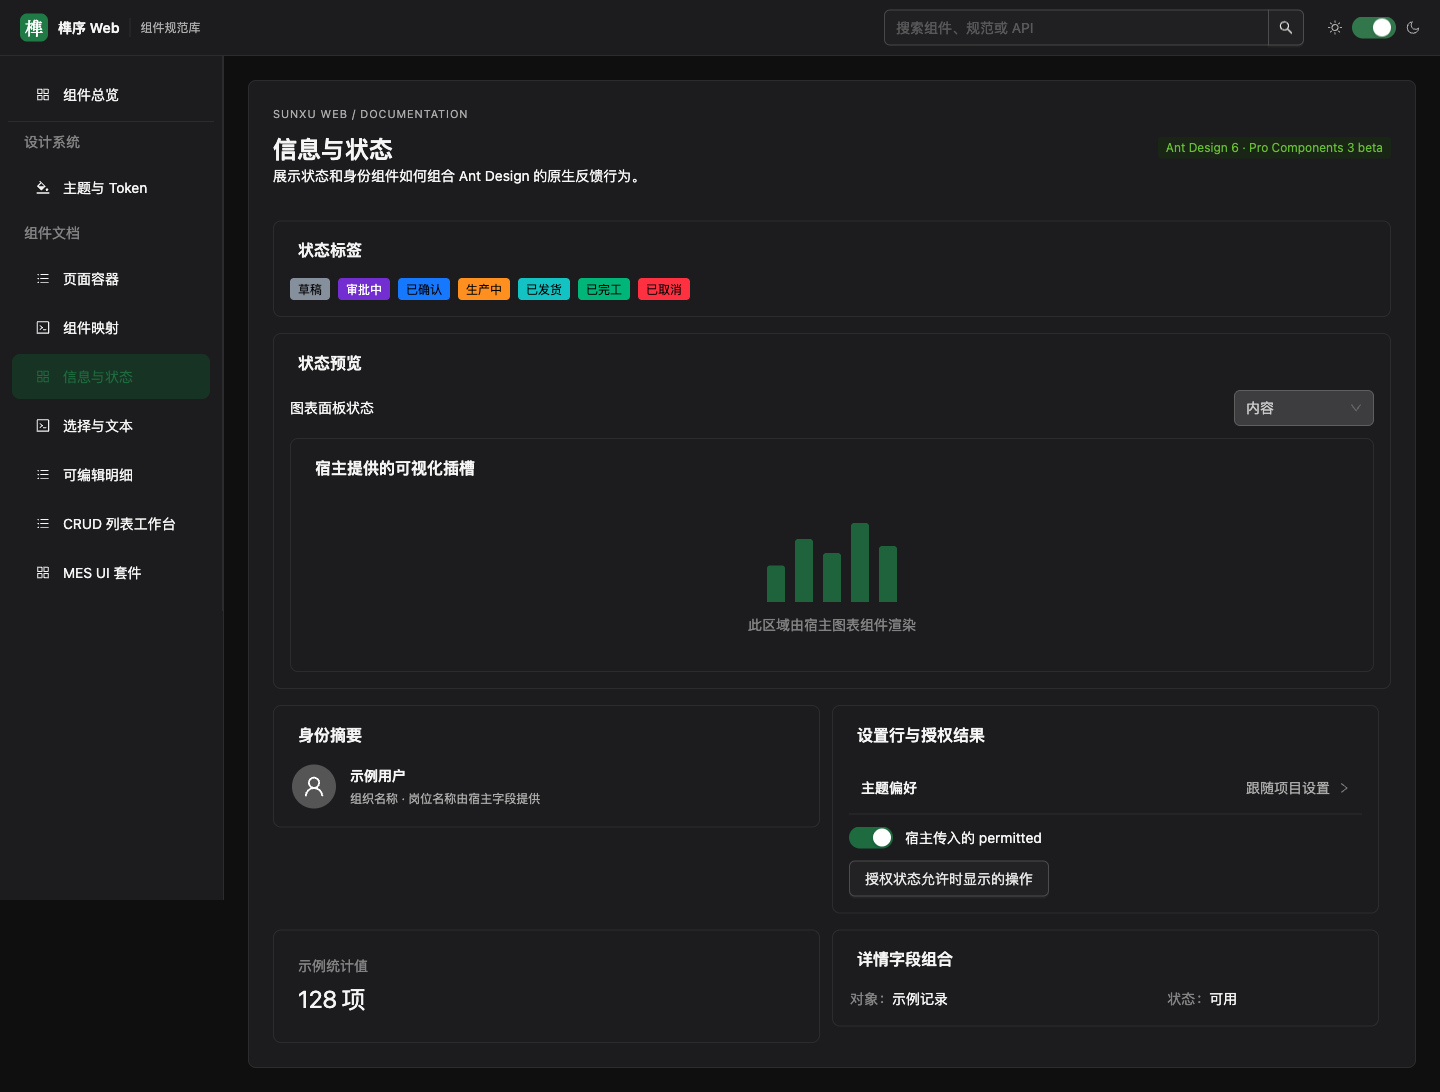 榫 榫序 Web 组件规范库
搜索组件、规范或 API
组件总览
设计系统
主题与 Token
组件文档
页面容器
组件映射
信息与状态
选择与文本
可编辑明细
CRUD 列表工作台
MES UI 套件
SUNXU WEB / DOCUMENTATION
信息与状态
Ant Design 6 · Pro Components 3 beta
展示状态和身份组件如何组合 Ant Design 的原生反馈行为。
状态标签
草稿 审批中 已确认 生产中 已发货 已完工 已取消
状态预览
图表面板状态
内容
宿主提供的可视化插槽
此区域由宿主图表组件渲染
身份摘要
示例用户
组织名称 · 岗位名称由宿主字段提供
设置行与授权结果
主题偏好
跟随项目设置
宿主传入的 permitted
授权状态允许时显示的操作
示例统计值
128 项
详情字段组合
对象： 示例记录
状态： 可用